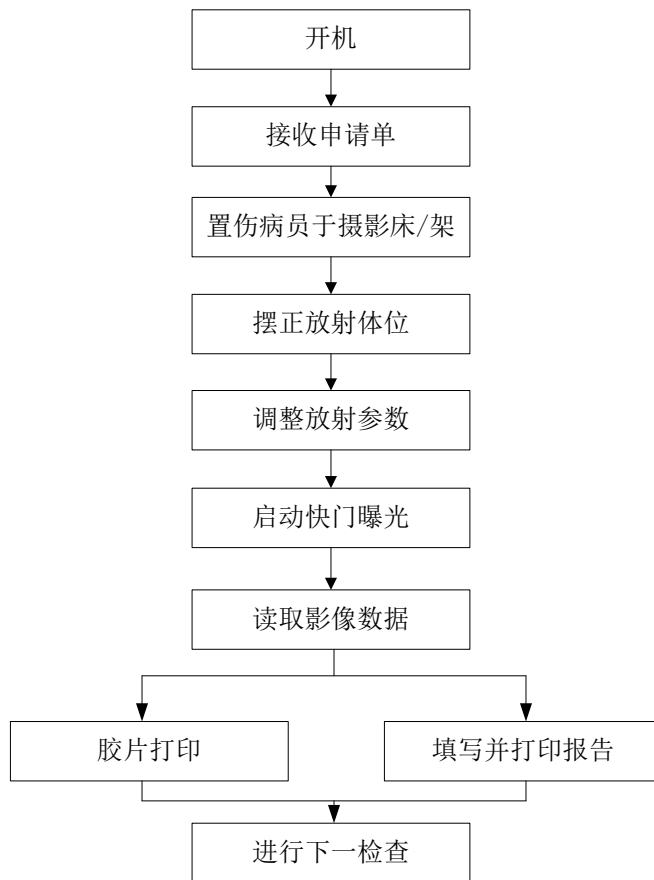 开机
接收申请单
置伤病员于摄影床/架
摆正放射体位
调整放射参数
启动快门曝光
读取影像数据
胶片打印
填写并打印报告
进行下一检查